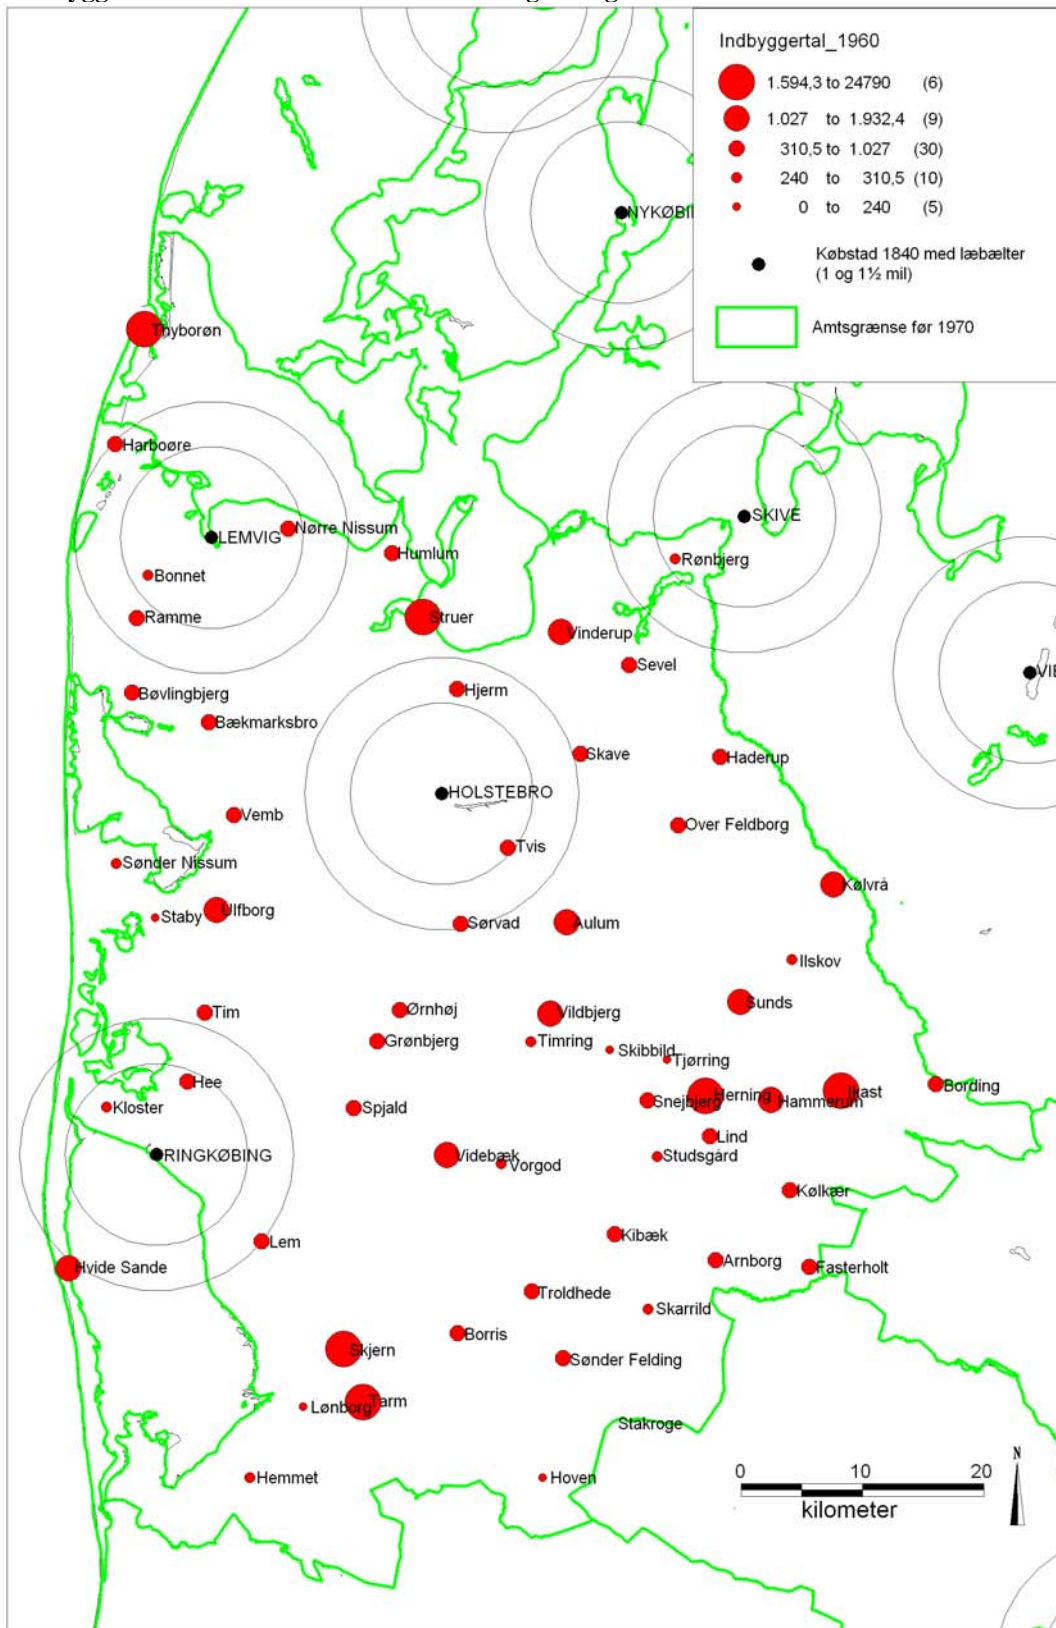 Indbyggertal_1960
1.594,3 to 24790 (6)
1.027 to 1.932,4 (9)
310,5 to 1.027 (30)
240 to 310,5 (10)
0 to 240 (5)
Købstad 1840 med læbælter
(1 og 1½ mil)
Amtsgrænse før 1970
NYKØBI
Thyborøn
Harboøre
SKIVE
Nørre Nissum
LEMVIG
Humlum
Rønbjerg
Bonnet
Ramme
Struer
Vinderup
Sevel
VIB
Bøvlingbjerg
Hjerm
Bækmarksbro
Skave
Haderup
HOLSTEBRO
Vemb
Over Feldborg
Tvis
Sønder Nissum
Kølvrå
Ulfborg
Staby
Sørvad
Aulum
Ilskov
Sunds
Tim
Ørnhøj
Vildbjerg
Grønbjerg
Timring
Skibbild
Tjørring
Hee
Bording
Kloster
Spjald
Snejbjerg
Herning
Hammerum
Ikast
Lind
RINGKØBING
Videbæk
Vorgod
Studsgård
Kølkær
Lem
Kibæk
Hvide Sande
Arnborg
Fasterholt
Troldhede
Skarrild
Borris
Skjern
Sønder Felding
Lønborg
Tarm
Stakroge
Hemmet
Hoven
N
0 10 20
kilometer